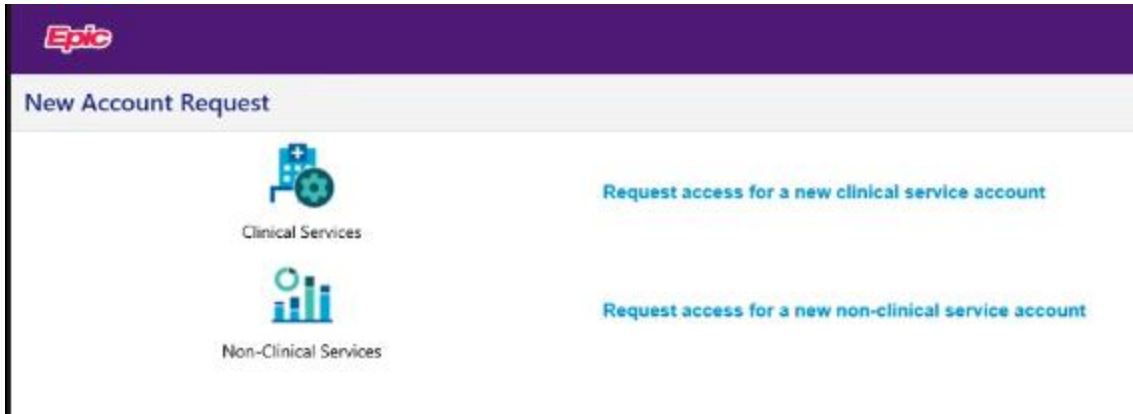 Epic
New Account Request
Request access for a new clinical service account
Clinical Services
Request access for a new non-clinical service account
Non-Clinical Services